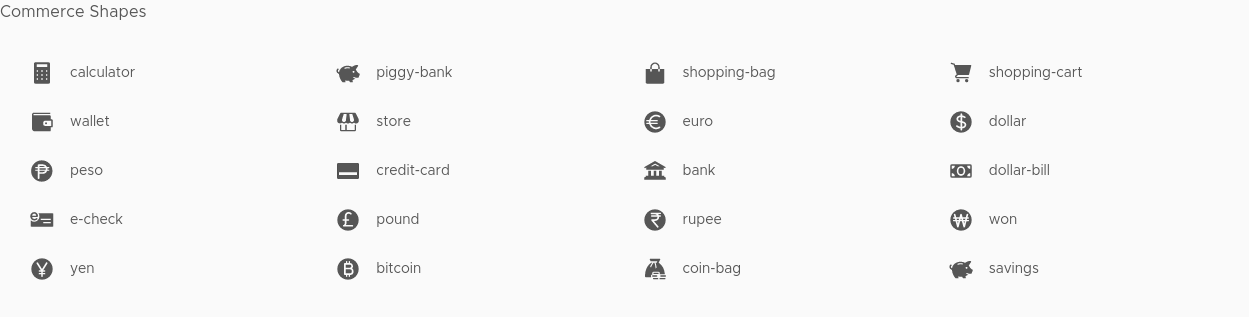 Commerce Shapes
calculator piggy-bank shopping-bag shopping-cart
wallet store euro dollar
peso credit-card bank dollar-bill
e-check pound rupee won
yen bitcoin coin-bag savings